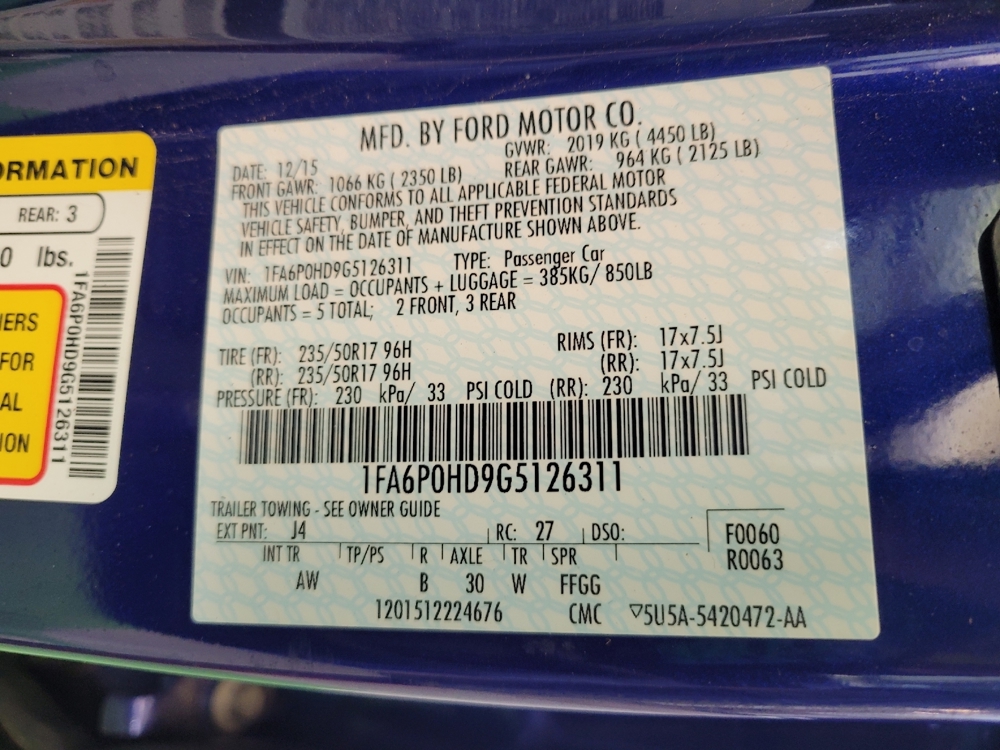 MFD. BY FORD MOTOR CO.
DATE: 12/15
GVWR: 2019 KG ( 4450 LB)
FRONT GAWR: 1066 KG ( 2350 LB)
REAR GAWR: 964 KG ( 2125 LB)
THIS VEHICLE CONFORMS TO ALL APPLICABLE FEDERAL MOTOR
VEHICLE SAFETY, BUMPER, AND THEFT PREVENTION STANDARDS
IN EFFECT ON THE DATE OF MANUFACTURE SHOWN ABOVE.
VIN: 1FA6P0HD9G5126311 TYPE: Passenger Car
MAXIMUM LOAD = OCCUPANTS + LUGGAGE = 385KG/ 850LB
OCCUPANTS = 5 TOTAL; 2 FRONT, 3 REAR
TIRE (FR): 235/50R17 96H RIMS (FR): 17x7.5J
(RR): 235/50R17 96H (RR): 17x7.5J
PRESSURE (FR): 230 kPa/ 33 PSI COLD (RR): 230 kPa/ 33 PSI COLD
1FA6P0HD9G5126311
TRAILER TOWING - SEE OWNER GUIDE
EXT PNT: J4 RC: 27 DSO:
F0060
R0063
INT TR TP/PS R AXLE TR SPR
AW B 30 W FFGG
1201512224676 CMC ▽5U5A-5420472-AA
ORMATION
REAR: 3
0 lbs.
IERS
FOR
AL
ION
1FA6P0HD9G5126311